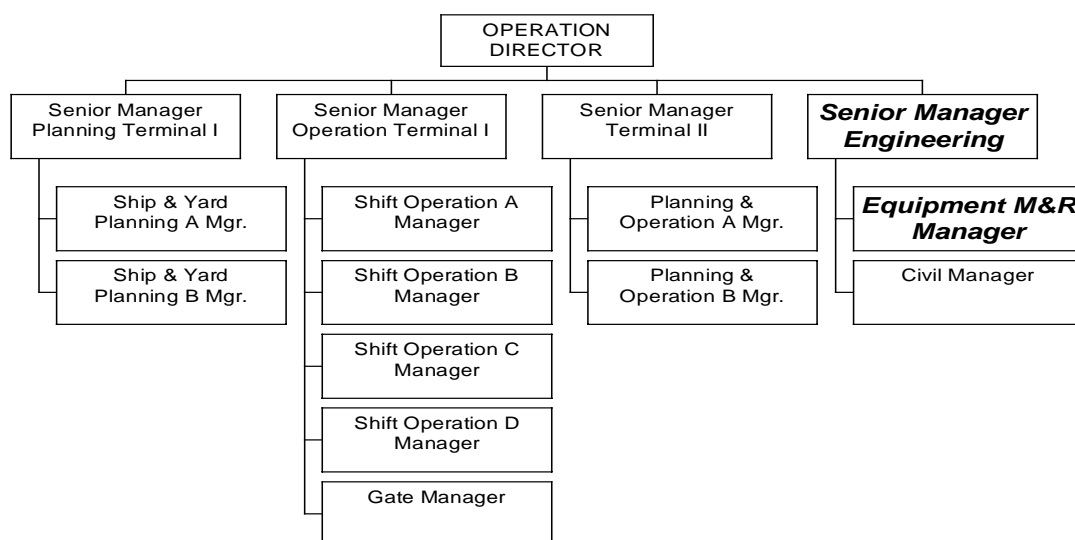 OPERATION
DIRECTOR
Senior Manager
Planning Terminal I
Senior Manager
Operation Terminal I
Senior Manager
Terminal II
Senior Manager
Engineering
Ship & Yard
Planning A Mgr.
Ship & Yard
Planning B Mgr.
Shift Operation A
Manager
Shift Operation B
Manager
Shift Operation C
Manager
Shift Operation D
Manager
Gate Manager
Planning &
Operation A Mgr.
Planning &
Operation B Mgr.
Equipment M&R
Manager
Civil Manager